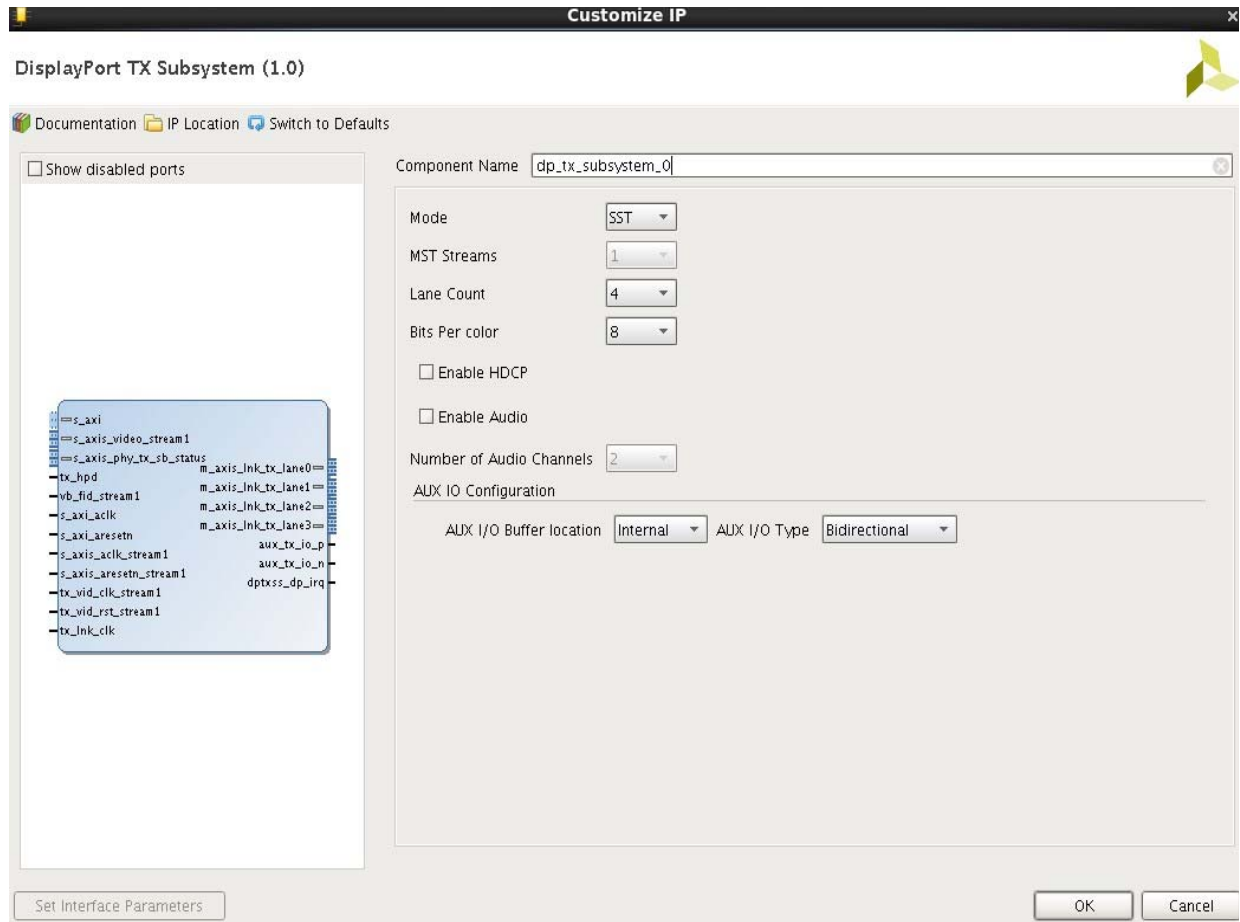 Customize IP
DisplayPort TX Subsystem (1.0)
Documentation IP Location Switch to Defaults
Show disabled ports
Component Name dp_tx_subsystem_0
Mode SST
MST Streams 1
Lane Count 4
Bits Per color 8
Enable HDCP
Enable Audio
Number of Audio Channels 2
AUX IO Configuration
AUX I/O Buffer location Internal AUX I/O Type Bidirectional
s_axi
s_axis_video_stream1
s_axis_phy_tx_sb_status
tx_hpd
vb_fid_stream1
s_axi_aclk
s_axi_aresetn
s_axis_aclk_stream1
s_axis_aresetn_stream1
tx_vid_clk_stream1
tx_vid_rst_stream1
tx_lnk_clk
m_axis_lnk_tx_lane0
m_axis_lnk_tx_lane1
m_axis_lnk_tx_lane2
m_axis_lnk_tx_lane3
aux_tx_io_p
aux_tx_io_n
dptxss_dp_irq
Set Interface Parameters
OK Cancel